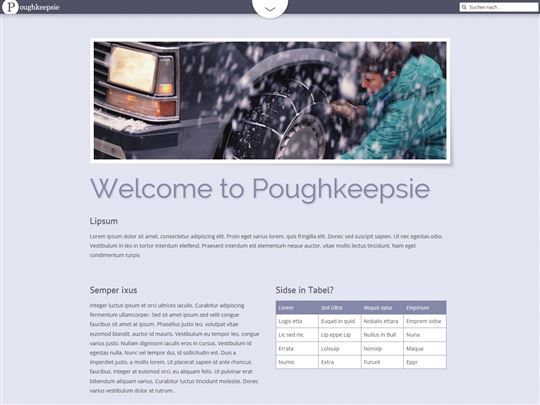 Poughkeepsie
Suchen nach ...
Welcome to Poughkeepsie
Lipsum
Lorem ipsum dolor sit amet, consectetur adipiscing elit. Proin eget varius lorem, quis fringilla elit. Donec sed suscipit sapien. Ut quis nulla odio.
Vestibulum in leo in tortor interdum eleifend. Praesent interdum est elementum neque auctor, vitae mollis lectus tincidunt. Nam eget
condimentum turpis
Semper ixus
Integer luctus ipsum et orci ultrices iaculis. Curabitur adipiscing
fermentum ullamcorper. Sed sit amet ipsum sed velit congue
faucibus sit amet at ipsum. Phasellus justo leo, volutpat vitae
euismod blandit, auctor id mauris. Vestibulum eu tempor leo, congue
varius justo. Nullam dignissim iaculis eros in cursus. Vestibulum id
egestas nulla. Nunc vel tempor dui, id sollicitudin est. Duis a
imperdiet justo, a mollis lorem. Ut placerat sapien id ante rhoncus
faucibus. Integer at euismod orci, eu aliquam felis. Ut pulvinar erat
bibendum aliquam varius. Curabitur luctus tincidunt molestie. Donec
varius vestibulum dolor at rutrum.
Sidse in Tabel?
Lorem Sed Ultra Nequis epsa Empirium
Logis etta Euqad in quid Nobalis ettara Emprem sidse
Lic sed nic Lip eppe Lip Nullus in Bull Nuna
Errata Lolouip Nonoip Maqua
Numis Extra Furunt Eppr